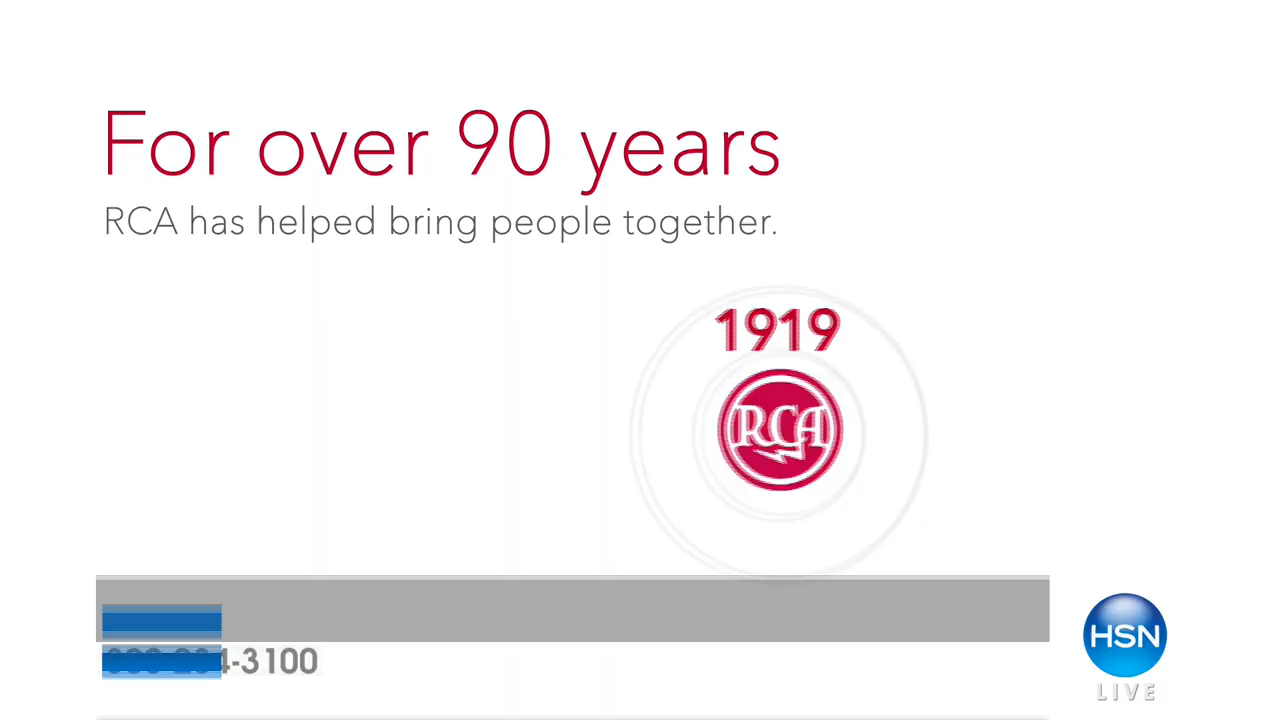 For over 90 years
RCA has helped bring people together.
1919
RCA
-3100
HSN
LIVE